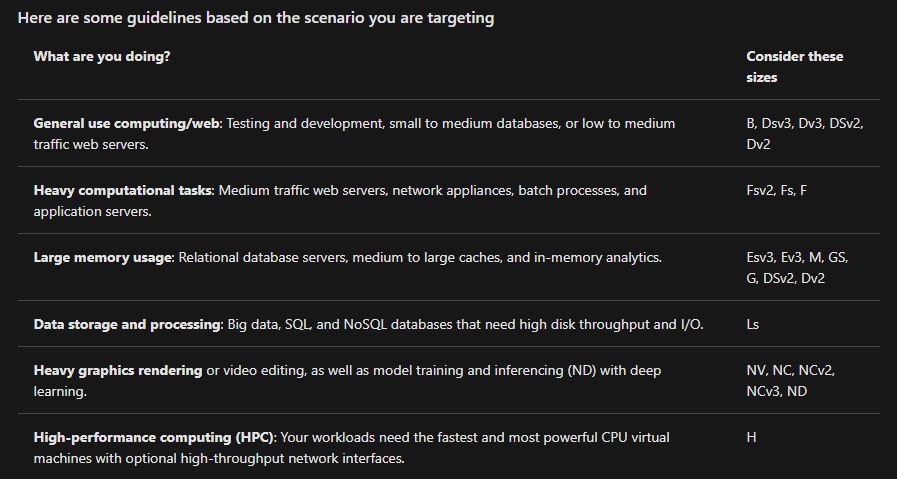 Here are some guidelines based on the scenario you are targeting
What are you doing?
Consider these
sizes
General use computing/web: Testing and development, small to medium databases, or low to medium
traffic web servers.
B, Dsv3, Dv3, DSv2,
Dv2
Heavy computational tasks: Medium traffic web servers, network appliances, batch processes, and
application servers.
Fsv2, Fs, F
Large memory usage: Relational database servers, medium to large caches, and in-memory analytics.
Esv3, Ev3, M, GS,
G, DSv2, Dv2
Data storage and processing: Big data, SQL, and NoSQL databases that need high disk throughput and I/O.
Ls
Heavy graphics rendering or video editing, as well as model training and inferencing (ND) with deep
learning.
NV, NC, NCv2,
NCv3, ND
High-performance computing (HPC): Your workloads need the fastest and most powerful CPU virtual
machines with optional high-throughput network interfaces.
H